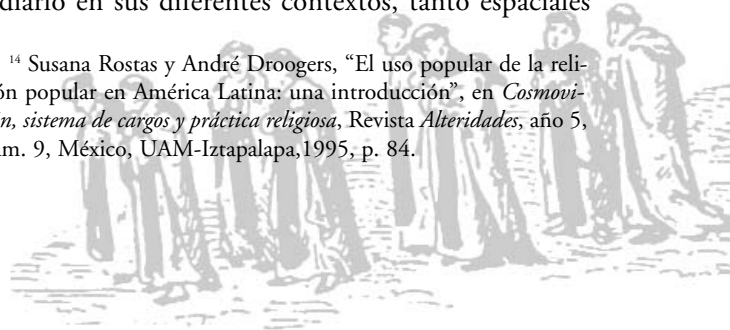 diario en sus diferentes contextos, tanto espaciales
14 Susana Rostas y André Droogers, “El uso popular de la reli-
ón popular en América Latina: una introducción”, en Cosmovi-
n, sistema de cargos y práctica religiosa, Revista Alteridades, año 5,
m. 9, México, UAM-Iztapalapa,1995, p. 84.